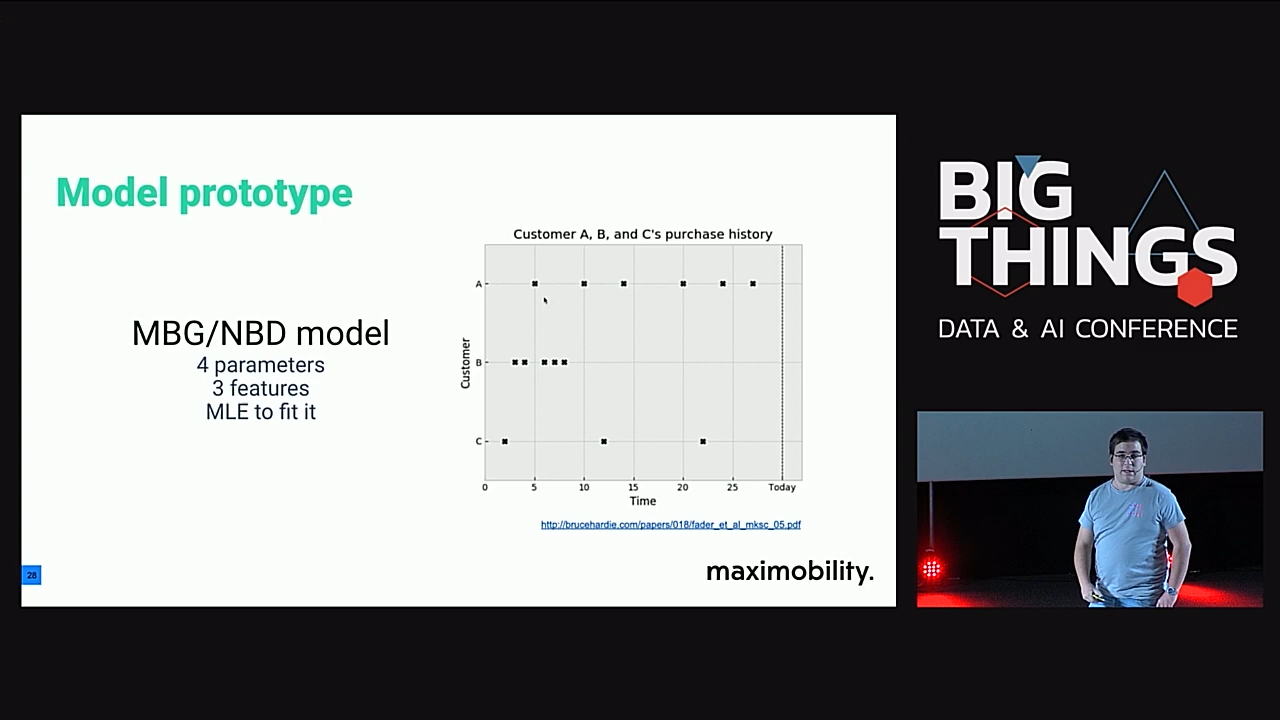 Model prototype
MBG/NBD model
4 parameters
3 features
MLE to fit it
Customer A, B, and C's purchase history
Customer
A
B
C
0 5 10 15 20 25 Today
Time
http://brucehardie.com/papers/018/fader_et_al_mksc_05.pdf
28
maximobility.
BIG
THINGS
DATA & AI CONFERENCE